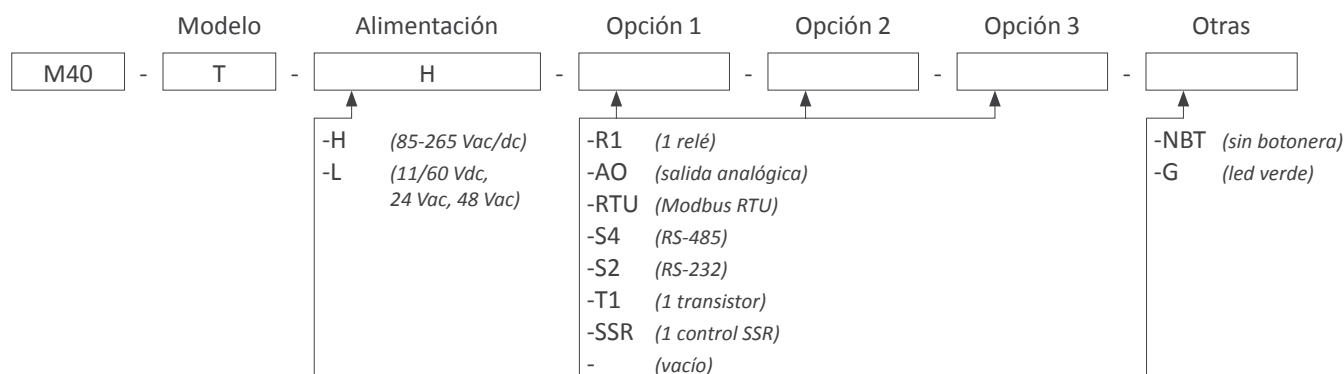 Modelo Alimentación Opción 1 Opción 2 Opción 3 Otras
M40 - T - H - - - -
-H (85-265 Vac/dc) -R1 (1 relé) -NBT (sin botonera)
-L (11/60 Vdc, -AO (salida analógica) -G (led verde)
24 Vac, 48 Vac) -RTU (Modbus RTU)
-S4 (RS-485)
-S2 (RS-232)
-T1 (1 transistor)
-SSR (1 control SSR)
- (vacío)